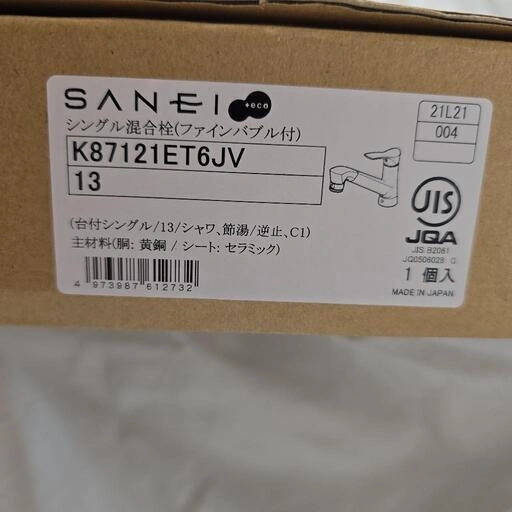 SANEI +eco
シングル混合栓(ファインバブル付)
K87121ET6JV
13
(台付シングル/13/シャワ、節湯/逆止、C1)
主材料(胴: 黄銅 / シート: セラミック)
4 973987 612732
21L21
004
JIS
JQA
JIS B2061
JQ0506028 G
1 個入
MADE IN JAPAN